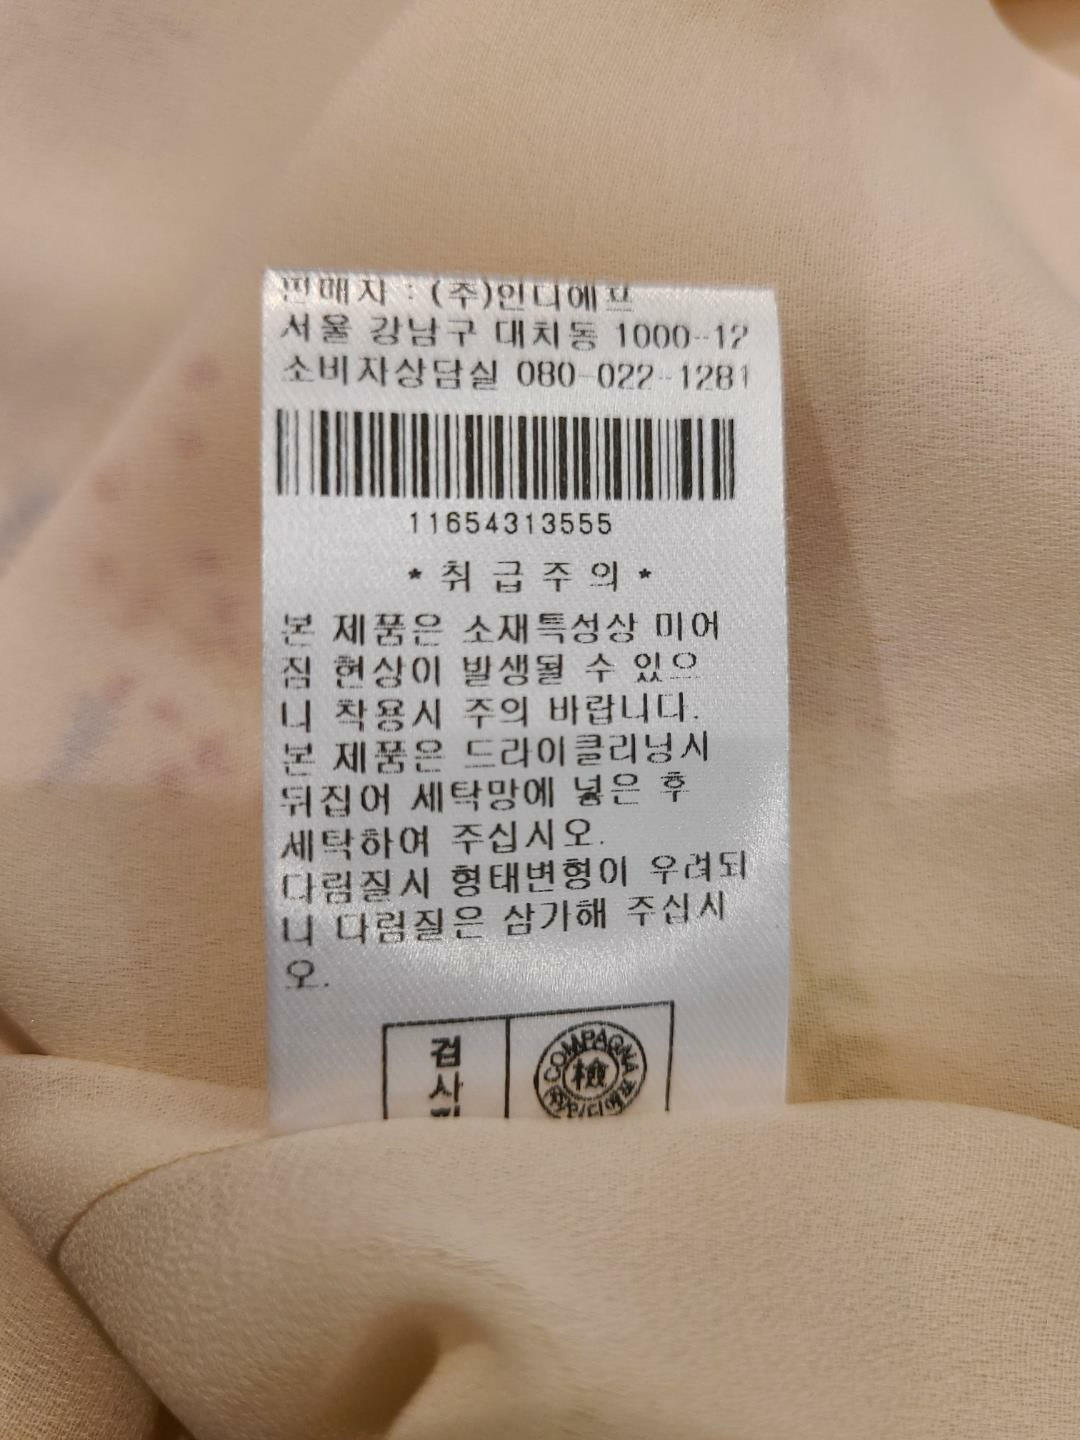 판매자 : (주)인디에프
서울 강남구 대치동 1000-12
소비자상담실 080-022-1281
11654313555
* 취 급 주 의 *
본 제품은 소재특성상 미어
짐 현상이 발생될 수 있으
니 착용시 주의 바랍니다.
본 제품은 드라이클리닝시
뒤집어 세탁망에 넣은 후
세탁하여 주십시오.
다림질시 형태변형이 우려되
니 다림질은 삼가해 주십시
오.
검
사
COMPAGNA
檢